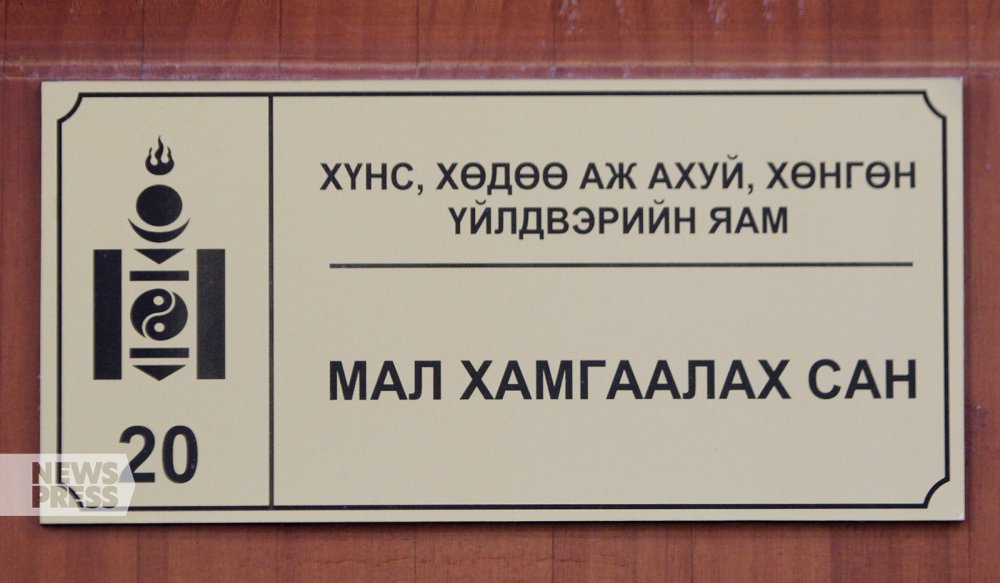 ХҮНС, ХӨДӨӨ АЖ АХУЙ, ХӨНГӨН
ҮЙЛДВЭРИЙН ЯАМ
МАЛ ХАМГААЛАХ САН
20
NEWS
PRESS